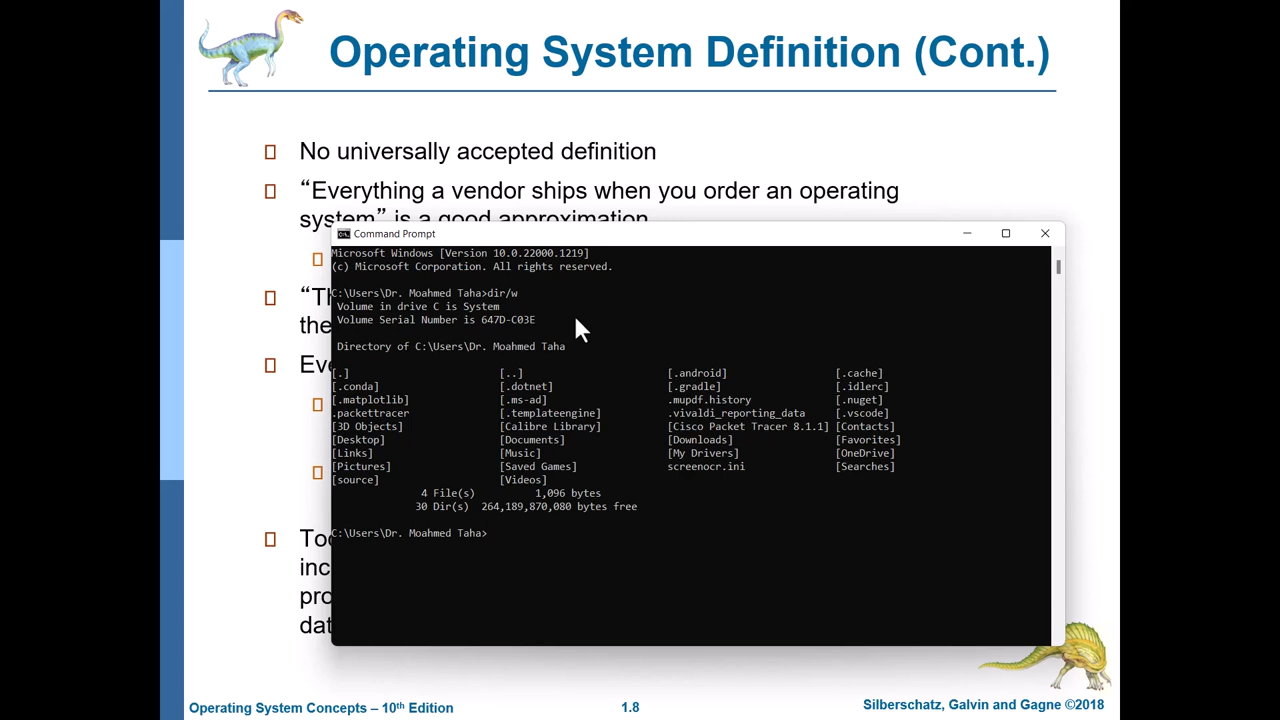 Operating System Definition (Cont.)
No universally accepted definition
“Everything a vendor ships when you order an operating
system” is a good approximation
Command Prompt
Microsoft Windows [Version 10.0.22000.1219]
(c) Microsoft Corporation. All rights reserved.
C:\Users\Dr. Moahmed Taha>dir/w
Volume in drive C is System
Volume Serial Number is 647D-C03E
Directory of C:\Users\Dr. Moahmed Taha
[.] [..] [.android] [.cache]
[.conda] [.dotnet] [.gradle] [.idlerc]
[.matplotlib] [.ms-ad] .mupdf.history [.nuget]
.packettracer [.templateengine] .vivaldi_reporting_data [.vscode]
[3D Objects] [Calibre Library] [Cisco Packet Tracer 8.1.1] [Contacts]
[Desktop] [Documents] [Downloads] [Favorites]
[Links] [Music] [My Drivers] [OneDrive]
[Pictures] [Saved Games] screenocr.ini [Searches]
[source] [Videos]
4 File(s) 1,096 bytes
30 Dir(s) 264,189,870,080 bytes free
C:\Users\Dr. Moahmed Taha>
Operating System Concepts – 10th Edition
1.8
Silberschatz, Galvin and Gagne ©2018